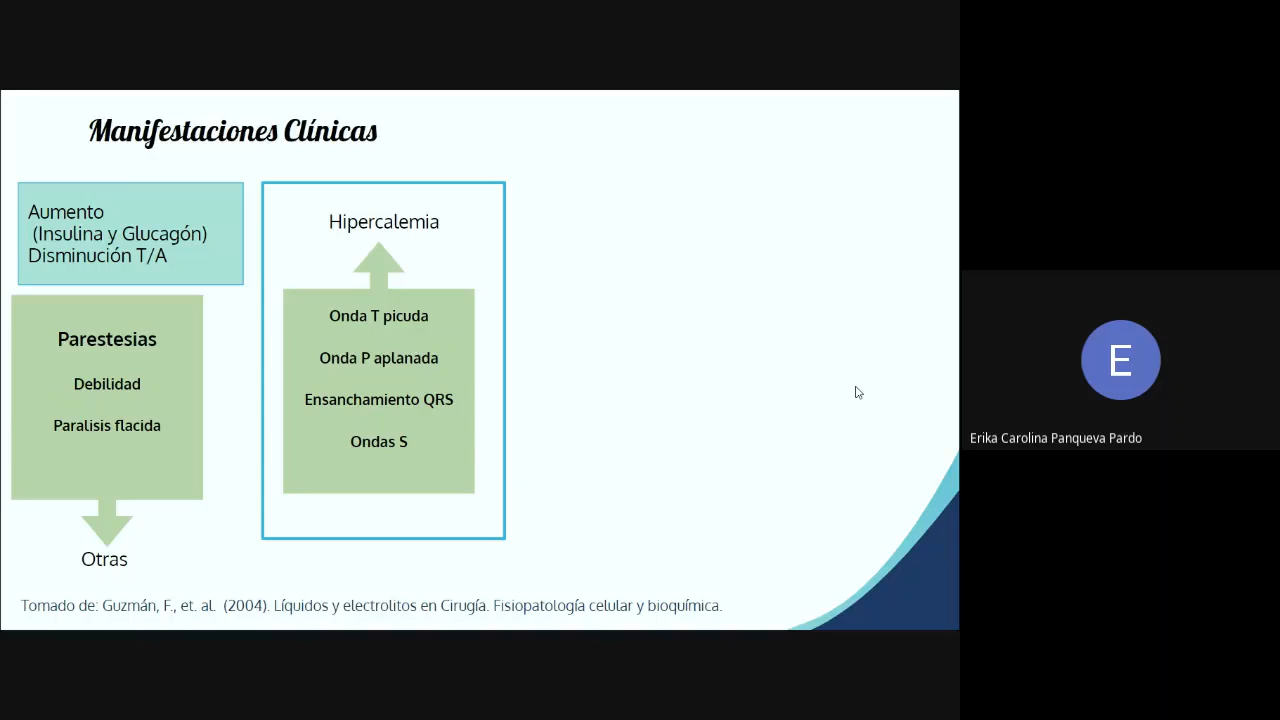 Manifestaciones Clínicas
Aumento
(Insulina y Glucagón)
Disminución T/A
Parestesias
Debilidad
Paralisis flacida
Otras
Hipercalemia
Onda T picuda
Onda P aplanada
Ensanchamiento QRS
Ondas S
Tomado de: Guzmán, F., et. al. (2004). Líquidos y electrolitos en Cirugía. Fisiopatología celular y bioquímica.
E
Erika Carolina Panqueva Pardo